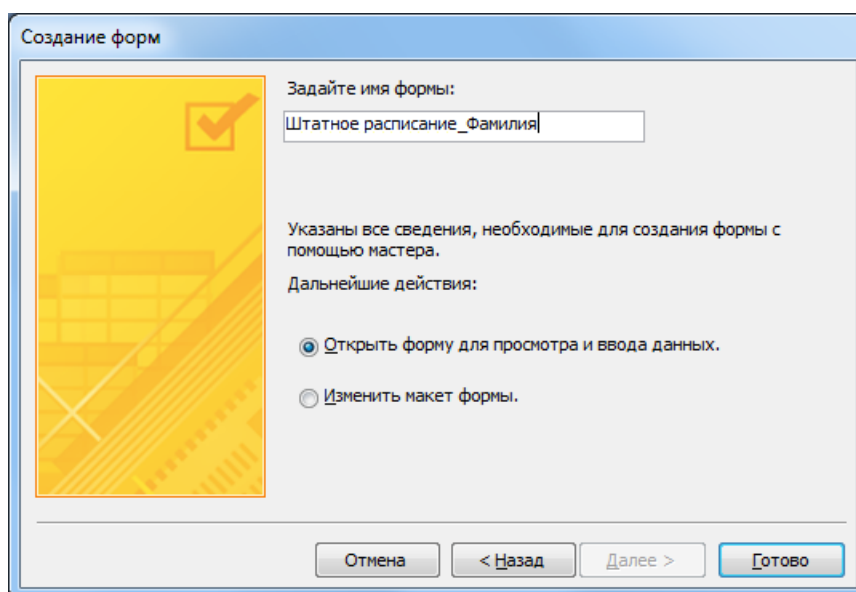 Создание форм
Задайте имя формы:
Штатное расписание_Фамилия
Указаны все сведения, необходимые для создания формы с
помощью мастера.
Дальнейшие действия:
Открыть форму для просмотра и ввода данных.
Изменить макет формы.
Отмена
< Назад
Далее >
Готово